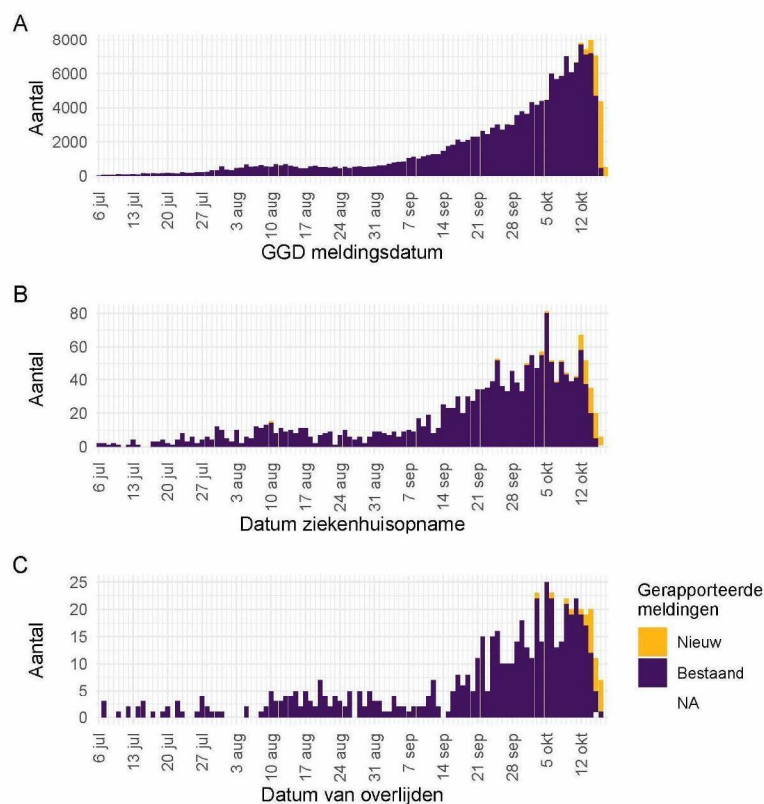 A
8000
6000
4000
2000
0
Aantal
6 jul
13 jul
20 jul
27 jul
3 aug
10 aug
17 aug
24 aug
31 aug
7 sep
14 sep
21 sep
28 sep
5 okt
12 okt
GGD meldingsdatum
B
80
60
40
20
0
Aantal
6 jul
13 jul
20 jul
27 jul
3 aug
10 aug
17 aug
24 aug
31 aug
7 sep
14 sep
21 sep
28 sep
5 okt
12 okt
Datum ziekenhuisopname
C
25
20
15
10
5
0
Aantal
6 jul
13 jul
20 jul
27 jul
3 aug
10 aug
17 aug
24 aug
31 aug
7 sep
14 sep
21 sep
28 sep
5 okt
12 okt
Datum van overlijden
Gerapporteerde
meldingen
Nieuw
Bestaand
NA